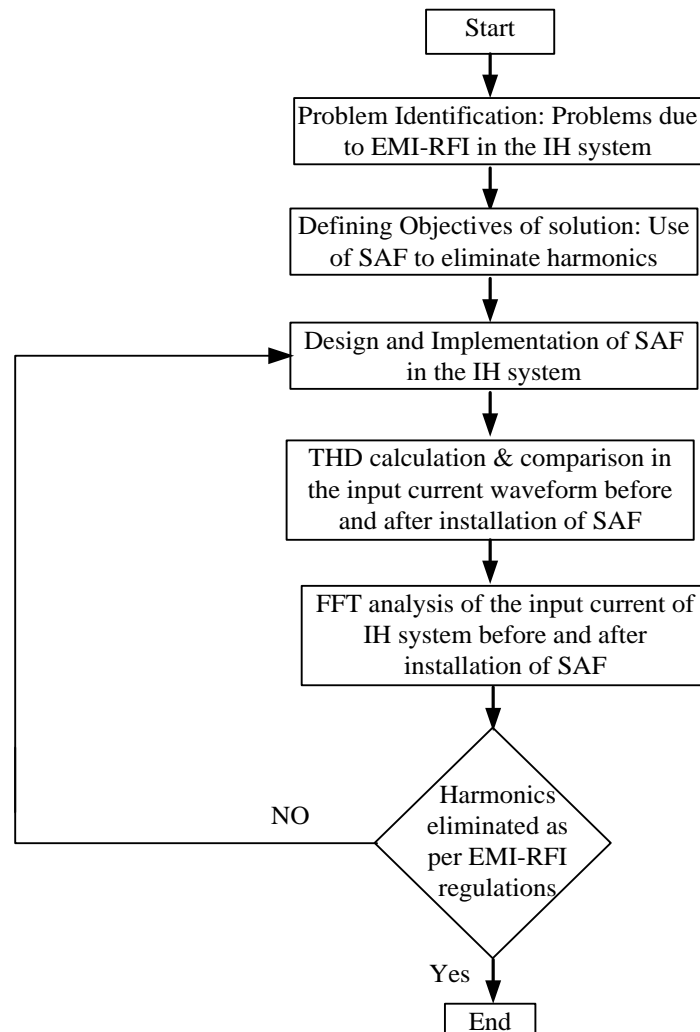 Start
Problem Identification: Problems due
to EMI-RFI in the IH system
Defining Objectives of solution: Use
of SAF to eliminate harmonics
Design and Implementation of SAF
in the IH system
THD calculation & comparison in
the input current waveform before
and after installation of SAF
FFT analysis of the input current of
IH system before and after
installation of SAF
Harmonics
eliminated as
per EMI-RFI
regulations
NO
Yes
End